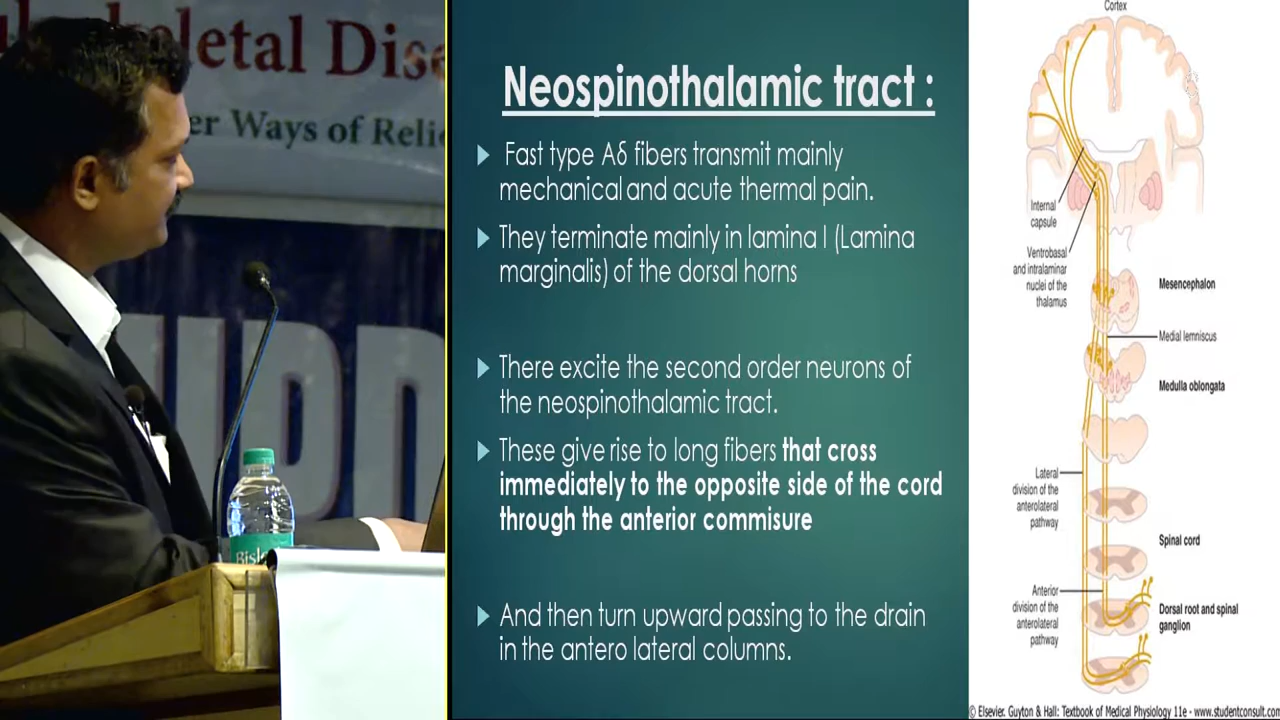 etal Dis
er Ways of Reli
Neospinothalamic tract :
Fast type Aδ fibers transmit mainly
mechanical and acute thermal pain.
They terminate mainly in lamina I (Lamina
marginalis) of the dorsal horns
There excite the second order neurons of
the neospinothalamic tract.
These give rise to long fibers that cross
immediately to the opposite side of the cord
through the anterior commisure
And then turn upward passing to the drain
in the antero lateral columns.
Cortex
Internal
capsule
Ventrobasal
and intralaminar
nuclei of the
thalamus
Mesencephalon
Medial lemniscus
Medulla oblongata
Lateral
division of the
anterolateral
pathway
Spinal cord
Anterior
division of the
anterolateral
pathway
Dorsal root and spinal
ganglion
© Elsevier. Guyton & Hall: Textbook of Medical Physiology 11e - www.studentconsult.com